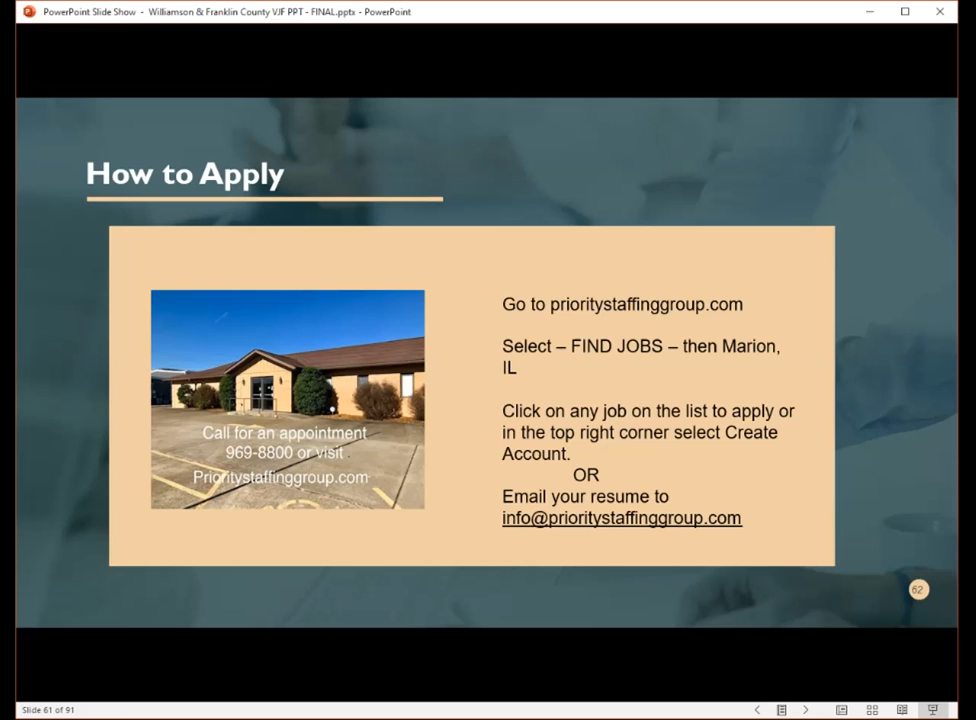 PowerPoint Slide Show - Williamson & Franklin County VJF PPT - FINAL.pptx - PowerPoint
How to Apply
Call for an appointment
969-8800 or visit
Prioritystaffinggroup.com
Go to prioritystaffinggroup.com
Select – FIND JOBS – then Marion,
IL
Click on any job on the list to apply or
in the top right corner select Create
Account.
OR
Email your resume to
info@prioritystaffinggroup.com
62
Slide 61 of 91